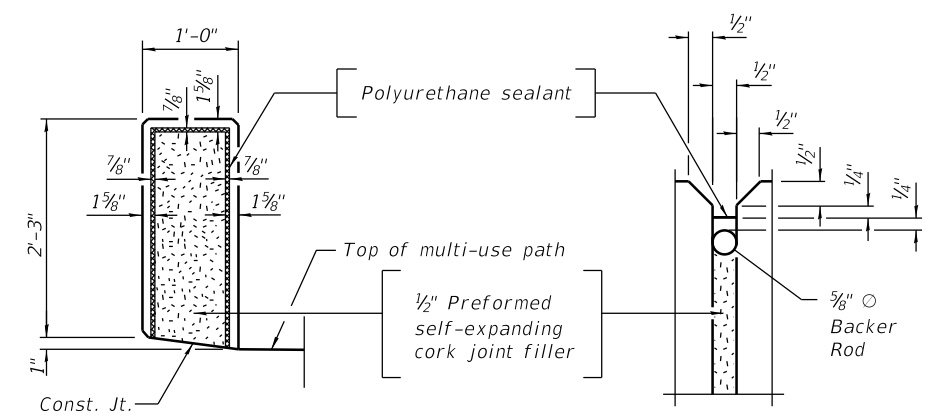 1'-0"
7/8"
1 5/8"
Polyurethane sealant
1/2"
1/2"
1/2"
1/2"
1/4"
1/4"
7/8"
7/8"
1 5/8"
1 5/8"
2'-3"
Top of multi-use path
1/2" Preformed
self-expanding
cork joint filler
5/8" ∅
Backer
Rod
1"
Const. Jt.